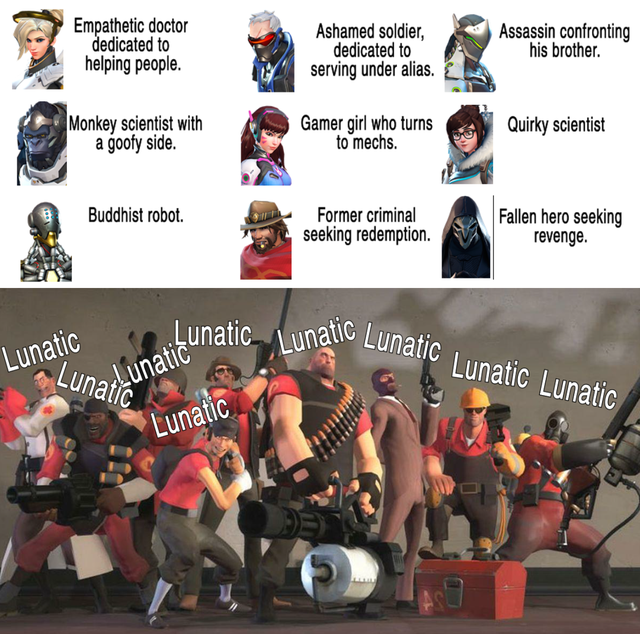 Empathetic doctor
dedicated to
helping people.
Ashamed soldier,
dedicated to
serving under alias.
Assassin confronting
his brother.
Monkey scientist with
a goofy side.
Gamer girl who turns
to mechs.
Quirky scientist
Buddhist robot.
Former criminal
seeking redemption.
Fallen hero seeking
revenge.
Lunatic
Lunatic
Lunatic
Lunatic
Lunatic
Lunatic
Lunatic
Lunatic
Lunatic
24